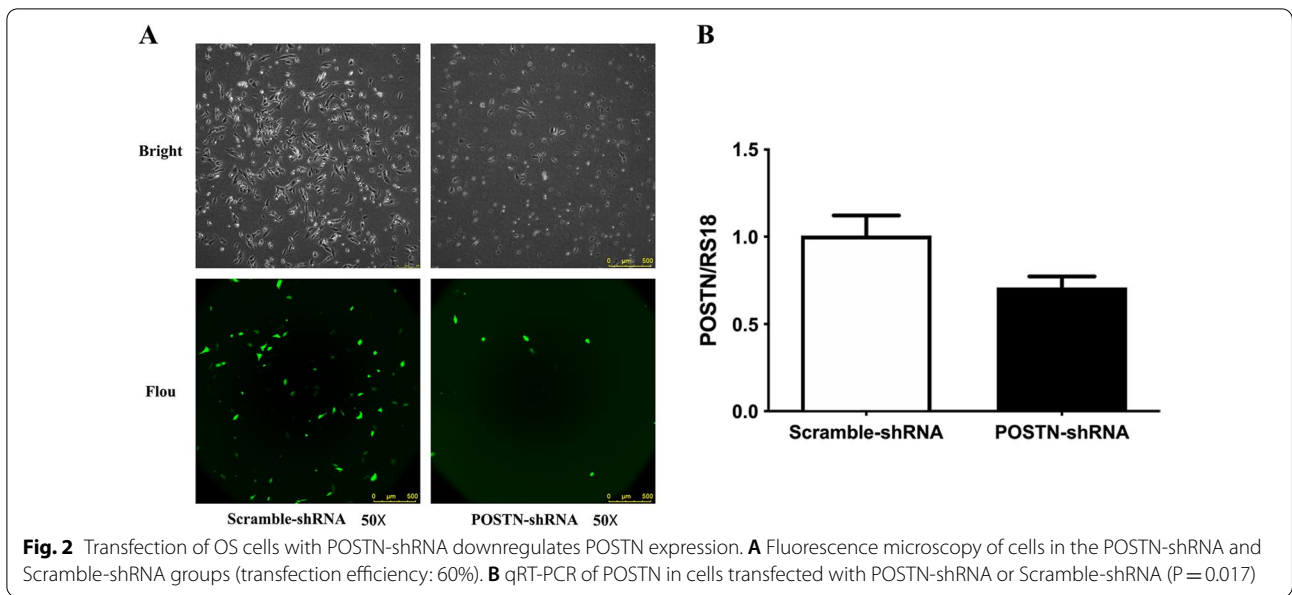 A
B
Bright
0 µm 500
Flou
0 µm 500
0 µm 500
Scramble-shRNA 50X
POSTN-shRNA 50X
POSTN/RS18
1.5
1.0
0.5
0.0
Scramble-shRNA
POSTN-shRNA
Fig. 2 Transfection of OS cells with POSTN-shRNA downregulates POSTN expression. A Fluorescence microscopy of cells in the POSTN-shRNA and
Scramble-shRNA groups (transfection efficiency: 60%). B qRT-PCR of POSTN in cells transfected with POSTN-shRNA or Scramble-shRNA (P = 0.017)